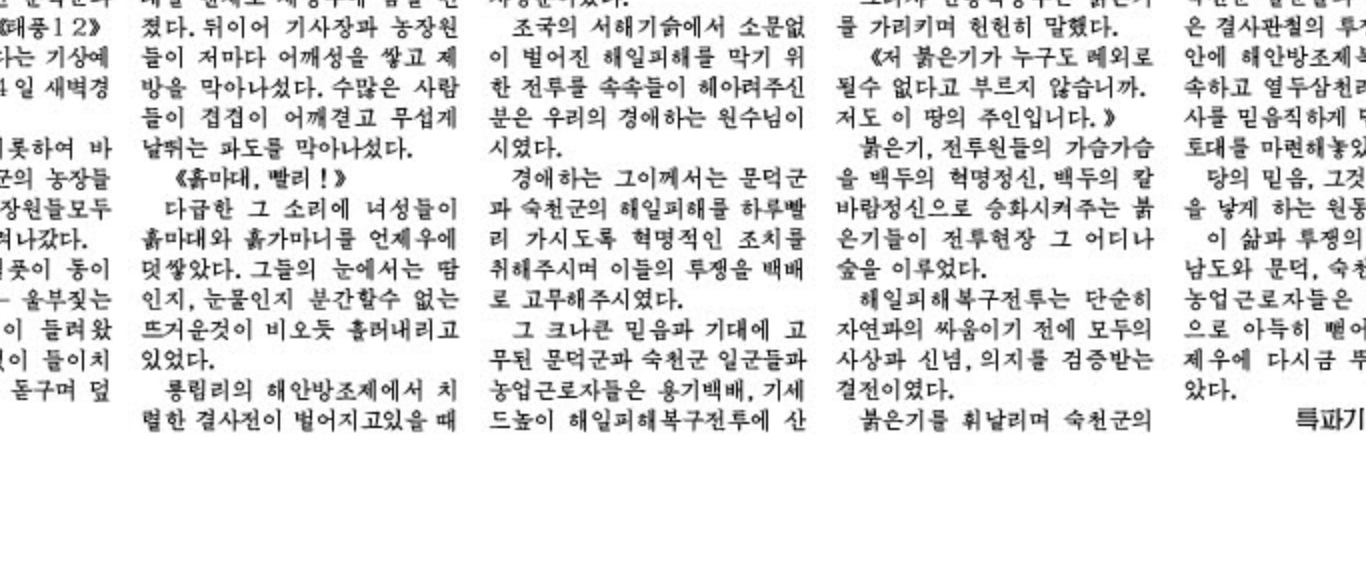 《태풍12》
다는 기상예
일 새벽경
롯하여 바
군의 농장들
장원들모두
려나갔다.
풋이 동이
울부짖는
이 들려왔
이 들이치
돋구며 덮
졌다. 뒤이어 기사장과 농장원
들이 저마다 어깨성을 쌓고 제
방을 막아나섰다. 수많은 사람
들이 겹겹이 어깨겯고 무섭게
날뛰는 파도를 막아나섰다.
《흙마대, 빨리!》
다급한 그 소리에 녀성들이
흙마대와 흙가마니를 언제우에
덧쌓았다. 그들의 눈에서는 땀
인지, 눈물인지 분간할수 없는
뜨거운것이 비오듯 흘러내리고
있었다.
룡림리의 해안방조제에서 치
렬한 결사전이 벌어지고있을 때
조국의 서해기슭에서 소문없
이 벌어진 해일피해를 막기 위
한 전투를 속속들이 헤아려주신
분은 우리의 경애하는 원수님이
시였다.
경애하는 그이께서는 문덕군
과 숙천군의 해일피해를 하루빨
리 가시도록 혁명적인 조치를
취해주시며 이들의 투쟁을 백배
로 고무해주시였다.
그 크나큰 믿음과 기대에 고
무된 문덕군과 숙천군 일군들과
농업근로자들은 용기백배, 기세
드높이 해일피해복구전투에 산
를 가리키며 헌헌히 말했다.
《저 붉은기가 누구도 례외로
될수 없다고 부르지 않습니까.
저도 이 땅의 주인입니다.》
붉은기, 전투원들의 가슴가슴
을 백두의 혁명정신, 백두의 칼
바람정신으로 승화시켜주는 붉
은기들이 전투현장 그 어디나
숲을 이루었다.
해일피해복구전투는 단순히
자연과의 싸움이기 전에 모두의
사상과 신념, 의지를 검증받는
결전이였다.
붉은기를 휘날리며 숙천군의
은 결사관철의 투
안에 해안방조제
속하고 열두삼천리
사를 믿음직하게
토대를 마련해놓았
당의 믿음, 그것
을 낳게 하는 원동
이 삶과 투쟁의
남도와 문덕, 숙천
농업근로자들은
으로 아득히 뻗어
제우에 다시금
았다.
특파기